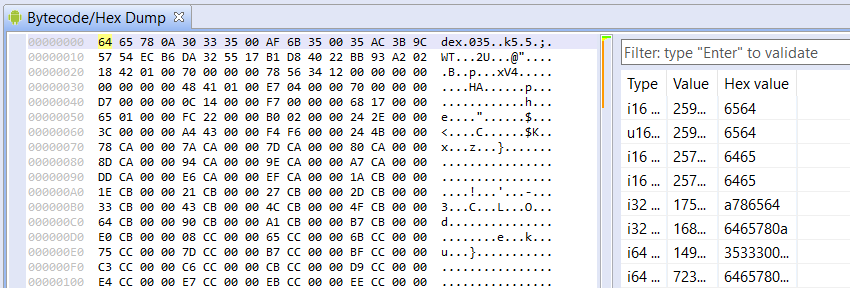 Bytecode/Hex Dump
00000000 64 65 78 0A 30 33 35 00 AF 6B 35 00 35 AC 3B 9C dex.035..k5.5.;.
00000010 57 54 EC B6 DA 32 55 17 B1 D8 40 22 BB 93 A2 02 WT...2U...@"....
00000020 18 42 01 00 70 00 00 00 78 56 34 12 00 00 00 00 .B..p...xV4.....
00000030 00 00 00 00 48 41 01 00 E7 04 00 00 70 00 00 00 ....HA......p...
00000040 D7 00 00 00 0C 14 00 00 F7 00 00 00 68 17 00 00 ............h...
00000050 65 01 00 00 FC 22 00 00 B0 02 00 00 24 2E 00 00 e...."......$...
00000060 3C 00 00 00 A4 43 00 00 F4 F6 00 00 24 4B 00 00 <....C......$K..
00000070 78 CA 00 00 7A CA 00 00 7D CA 00 00 80 CA 00 00 x...z...}.......
00000080 8D CA 00 00 94 CA 00 00 9E CA 00 00 A7 CA 00 00 ................
00000090 DD CA 00 00 E6 CA 00 00 EF CA 00 00 1A CB 00 00 ................
000000A0 1E CB 00 00 21 CB 00 00 27 CB 00 00 2D CB 00 00 ....!...'...-...
000000B0 33 CB 00 00 43 CB 00 00 4C CB 00 00 4F CB 00 00 3...C...L...O...
000000C0 64 CB 00 00 90 CB 00 00 A1 CB 00 00 B7 CB 00 00 d...............
000000D0 E0 CB 00 00 08 CC 00 00 65 CC 00 00 6B CC 00 00 ........e...k...
000000E0 75 CC 00 00 7D CC 00 00 B7 CC 00 00 BF CC 00 00 u...}...........
000000F0 C3 CC 00 00 C6 CC 00 00 CB CC 00 00 D9 CC 00 00 ................
00000100 E4 CC 00 00 E7 CC 00 00 EB CC 00 00 EE CC 00 00 ................
Filter: type "Enter" to validate
Type Value Hex value
i16 ... 259... 6564
u16... 259... 6564
i16 ... 257... 6465
i16 ... 257... 6465
i32 ... 175... a786564
i32 ... 168... 6465780a
i64 ... 149... 3533300...
i64 ... 723... 6465780...